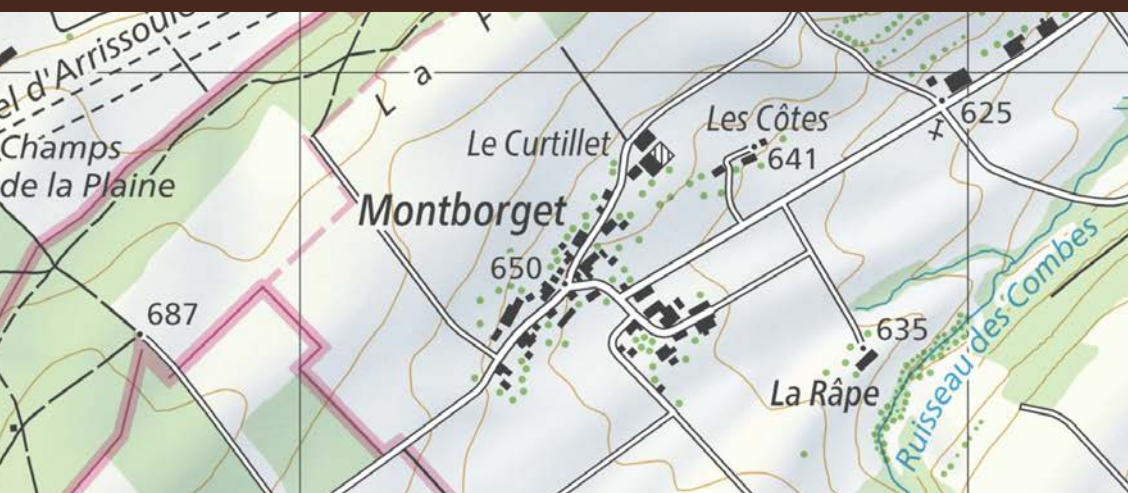 el d'Arrissoules
L a
625
Les Côtes
641
Le Curtillet
Champs
de la Plaine
Montborget
650
687
635
La Râpe
Ruisseau des Combes